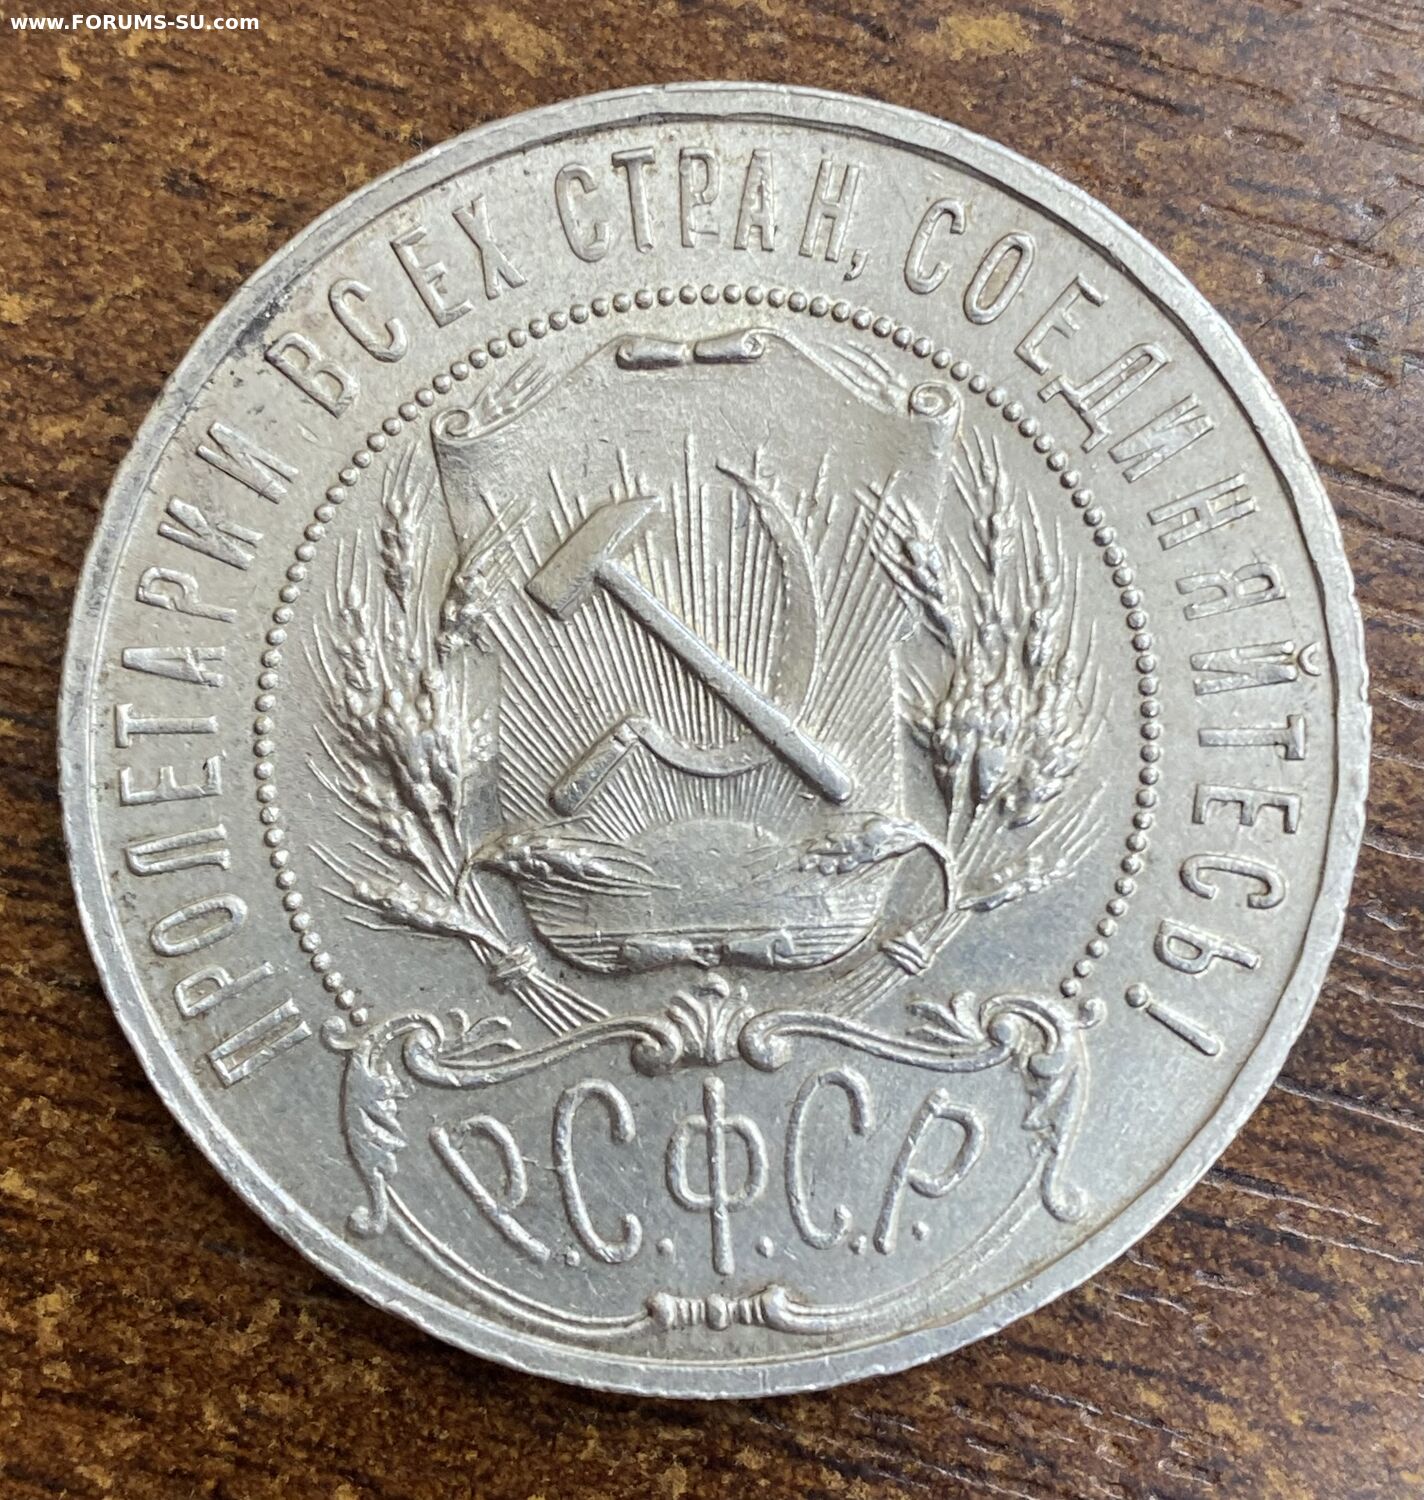 www.FORUMS-SU.com
ПРОЛЕТАРИИ ВСЕХ СТРАН, СОЕДИНЯЙТЕСЬ!
Р.С.Ф.С.Р.